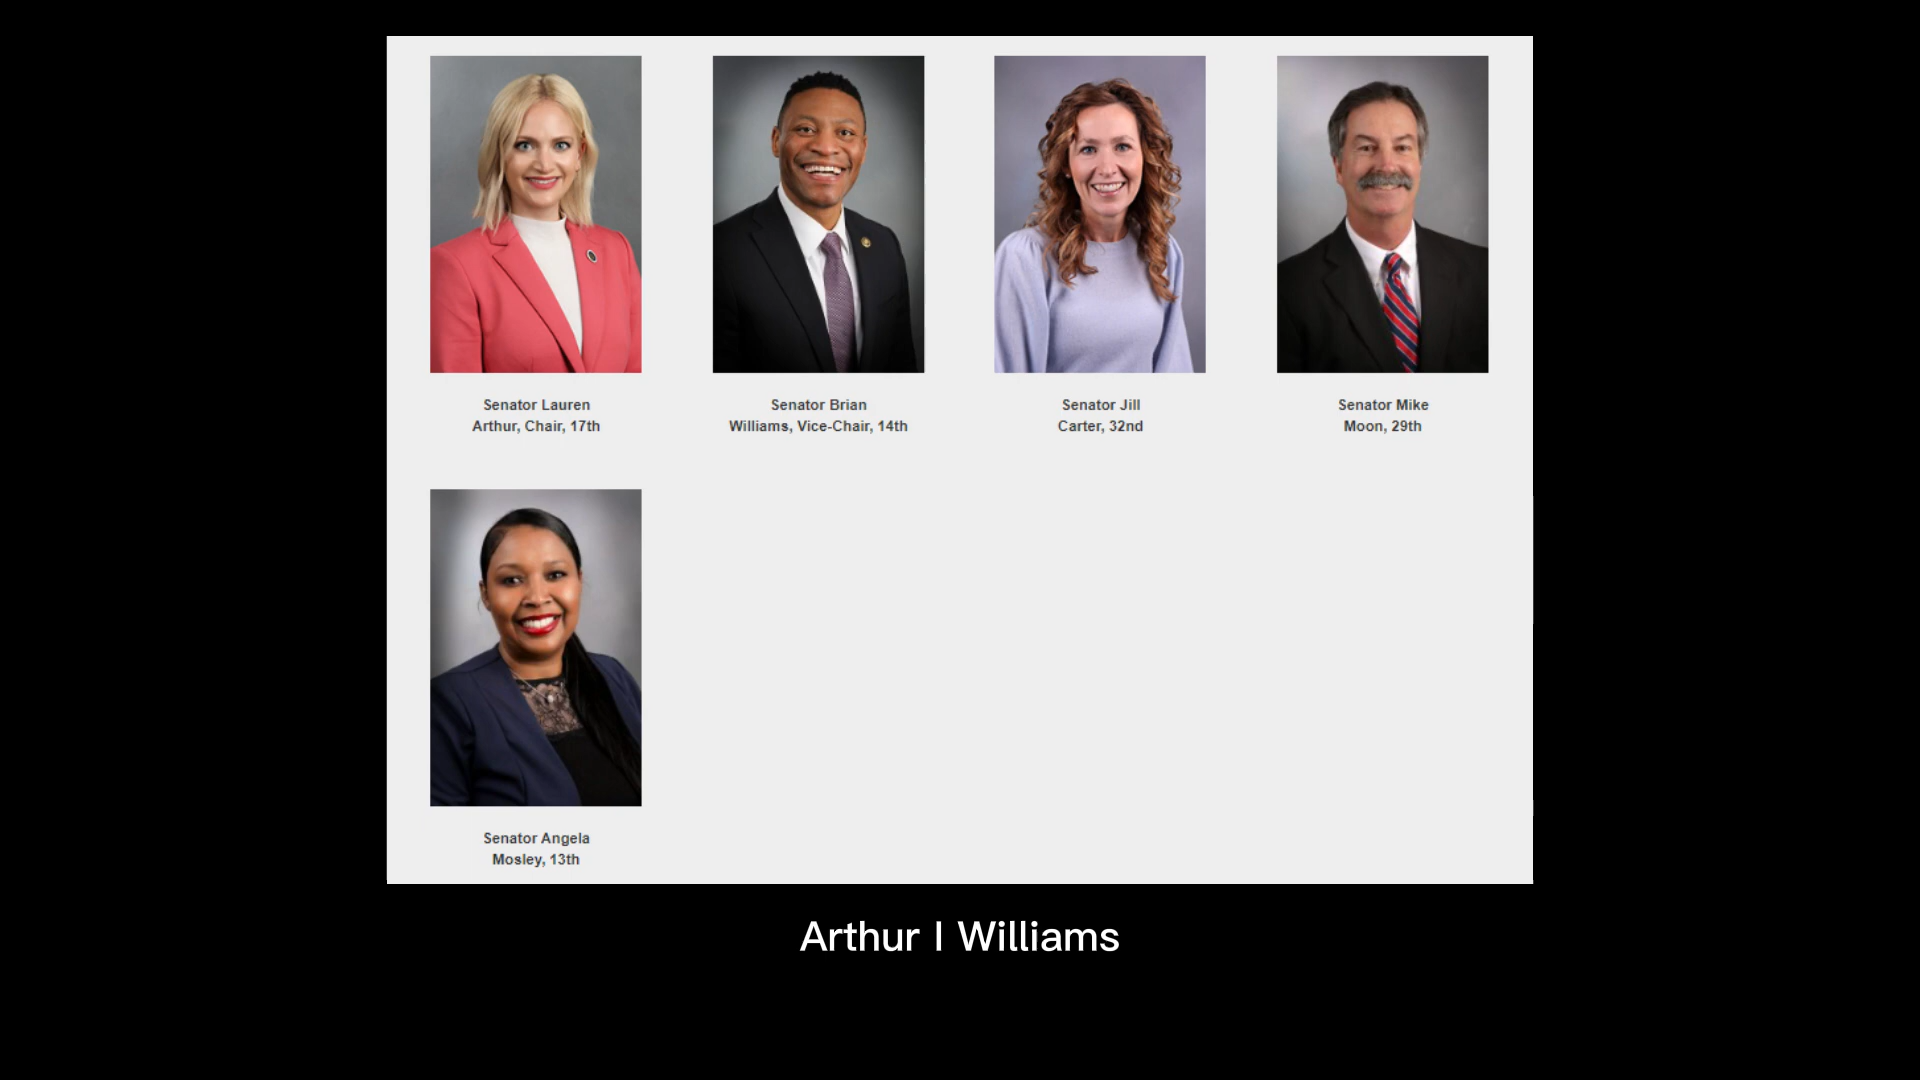 Senator Lauren
Arthur, Chair, 17th
Senator Brian
Williams, Vice-Chair, 14th
Senator Jill
Carter, 32nd
Senator Mike
Moon, 29th
Senator Angela
Mosley, 13th
Arthur I Williams